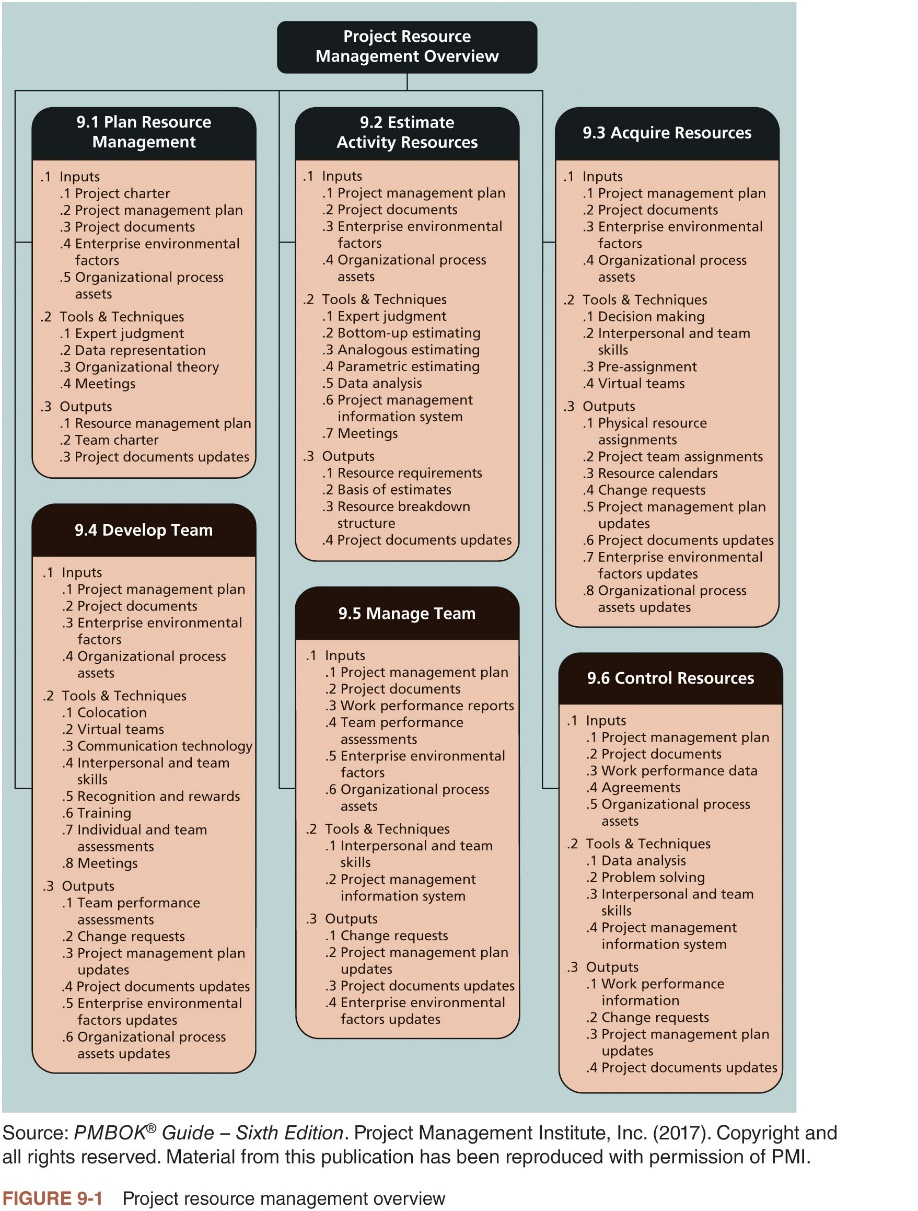 Project Resource
Management Overview
9.1 Plan Resource
Management
.1 Inputs
.1 Project charter
.2 Project management plan
.3 Project documents
.4 Enterprise environmental
factors
.5 Organizational process
assets
.2 Tools & Techniques
.1 Expert judgment
.2 Data representation
.3 Organizational theory
.4 Meetings
.3 Outputs
.1 Resource management plan
.2 Team charter
.3 Project documents updates
9.2 Estimate
Activity Resources
.1 Inputs
.1 Project management plan
.2 Project documents
.3 Enterprise environmental
factors
.4 Organizational process
assets
.2 Tools & Techniques
.1 Expert judgment
.2 Bottom-up estimating
.3 Analogous estimating
.4 Parametric estimating
.5 Data analysis
.6 Project management
information system
.7 Meetings
.3 Outputs
.1 Resource requirements
.2 Basis of estimates
.3 Resource breakdown
structure
.4 Project documents updates
9.3 Acquire Resources
.1 Inputs
.1 Project management plan
.2 Project documents
.3 Enterprise environmental
factors
.4 Organizational process
assets
.2 Tools & Techniques
.1 Decision making
.2 Interpersonal and team
skills
.3 Pre-assignment
.4 Virtual teams
.3 Outputs
.1 Physical resource
assignments
.2 Project team assignments
.3 Resource calendars
.4 Change requests
.5 Project management plan
updates
.6 Project documents updates
.7 Enterprise environmental
factors updates
.8 Organizational process
assets updates
9.4 Develop Team
.1 Inputs
.1 Project management plan
.2 Project documents
.3 Enterprise environmental
factors
.4 Organizational process
assets
.2 Tools & Techniques
.1 Colocation
.2 Virtual teams
.3 Communication technology
.4 Interpersonal and team
skills
.5 Recognition and rewards
.6 Training
.7 Individual and team
assessments
.8 Meetings
.3 Outputs
.1 Team performance
assessments
.2 Change requests
.3 Project management plan
updates
.4 Project documents updates
.5 Enterprise environmental
factors updates
.6 Organizational process
assets updates
9.5 Manage Team
.1 Inputs
.1 Project management plan
.2 Project documents
.3 Work performance reports
.4 Team performance
assessments
.5 Enterprise environmental
factors
.6 Organizational process
assets
.2 Tools & Techniques
.1 Interpersonal and team
skills
.2 Project management
information system
.3 Outputs
.1 Change requests
.2 Project management plan
updates
.3 Project documents updates
.4 Enterprise environmental
factors updates
9.6 Control Resources
.1 Inputs
.1 Project management plan
.2 Project documents
.3 Work performance data
.4 Agreements
.5 Organizational process
assets
.2 Tools & Techniques
.1 Data analysis
.2 Problem solving
.3 Interpersonal and team
skills
.4 Project management
information system
.3 Outputs
.1 Work performance
information
.2 Change requests
.3 Project management plan
updates
.4 Project documents updates
Source: PMBOK® Guide – Sixth Edition. Project Management Institute, Inc. (2017). Copyright and
all rights reserved. Material from this publication has been reproduced with permission of PMI.
FIGURE 9-1 Project resource management overview